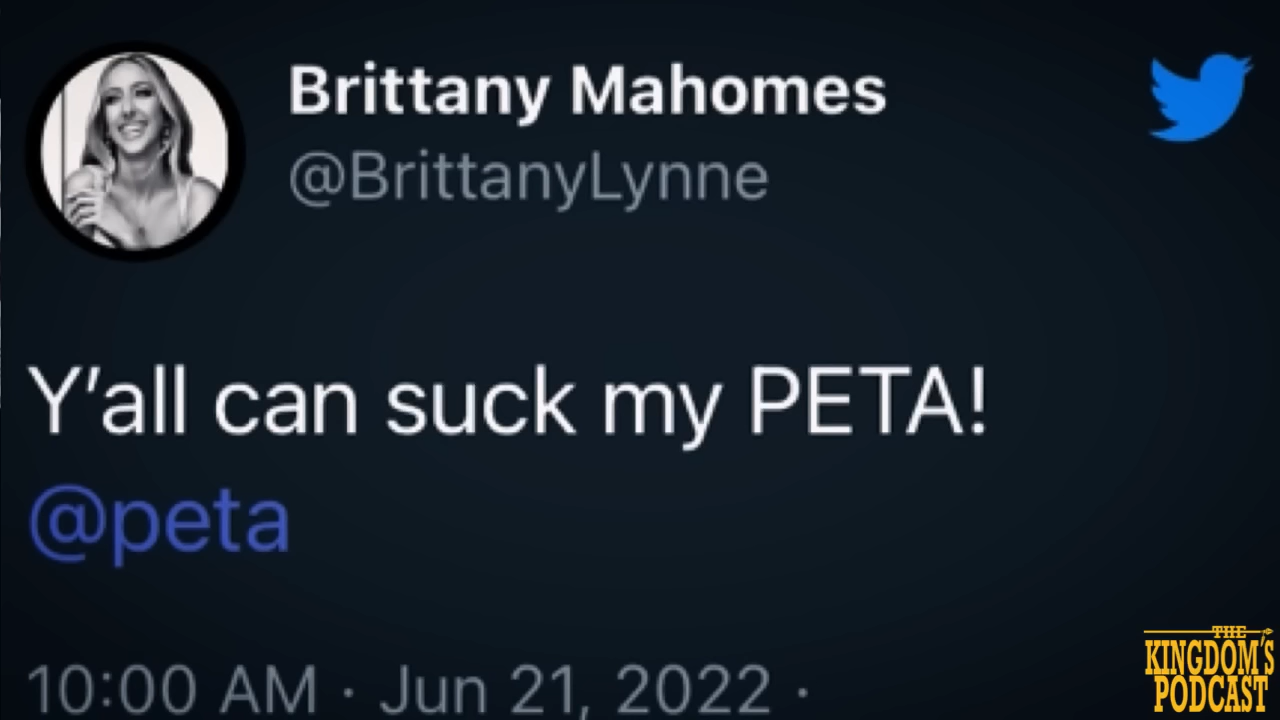 Brittany Mahomes
@BrittanyLynne
Y'all can suck my PETA!
@peta
10:00 AM · Jun 21, 2022 ·
THE
KINGDOM'S
PODCAST